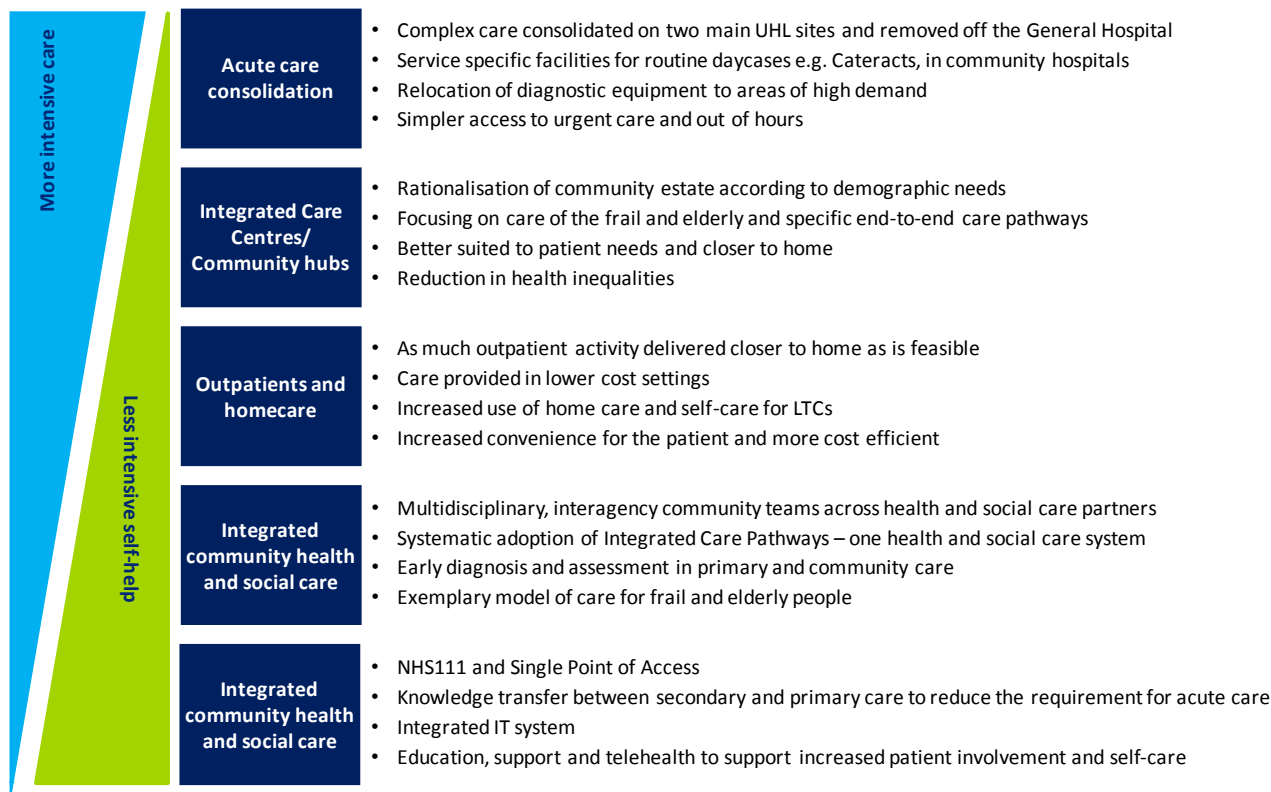 More intensive care
Less intensive self-help
Acute care
consolidation
• Complex care consolidated on two main UHL sites and removed off the General Hospital
• Service specific facilities for routine daycases e.g. Cateracts, in community hospitals
• Relocation of diagnostic equipment to areas of high demand
• Simpler access to urgent care and out of hours
Integrated Care
Centres/
Community hubs
• Rationalisation of community estate according to demographic needs
• Focusing on care of the frail and elderly and specific end-to-end care pathways
• Better suited to patient needs and closer to home
• Reduction in health inequalities
Outpatients and
homecare
• As much outpatient activity delivered closer to home as is feasible
• Care provided in lower cost settings
• Increased use of home care and self-care for LTCs
• Increased convenience for the patient and more cost efficient
Integrated
community health
and social care
• Multidisciplinary, interagency community teams across health and social care partners
• Systematic adoption of Integrated Care Pathways – one health and social care system
• Early diagnosis and assessment in primary and community care
• Exemplary model of care for frail and elderly people
Integrated
community health
and social care
• NHS111 and Single Point of Access
• Knowledge transfer between secondary and primary care to reduce the requirement for acute care
• Integrated IT system
• Education, support and telehealth to support increased patient involvement and self-care